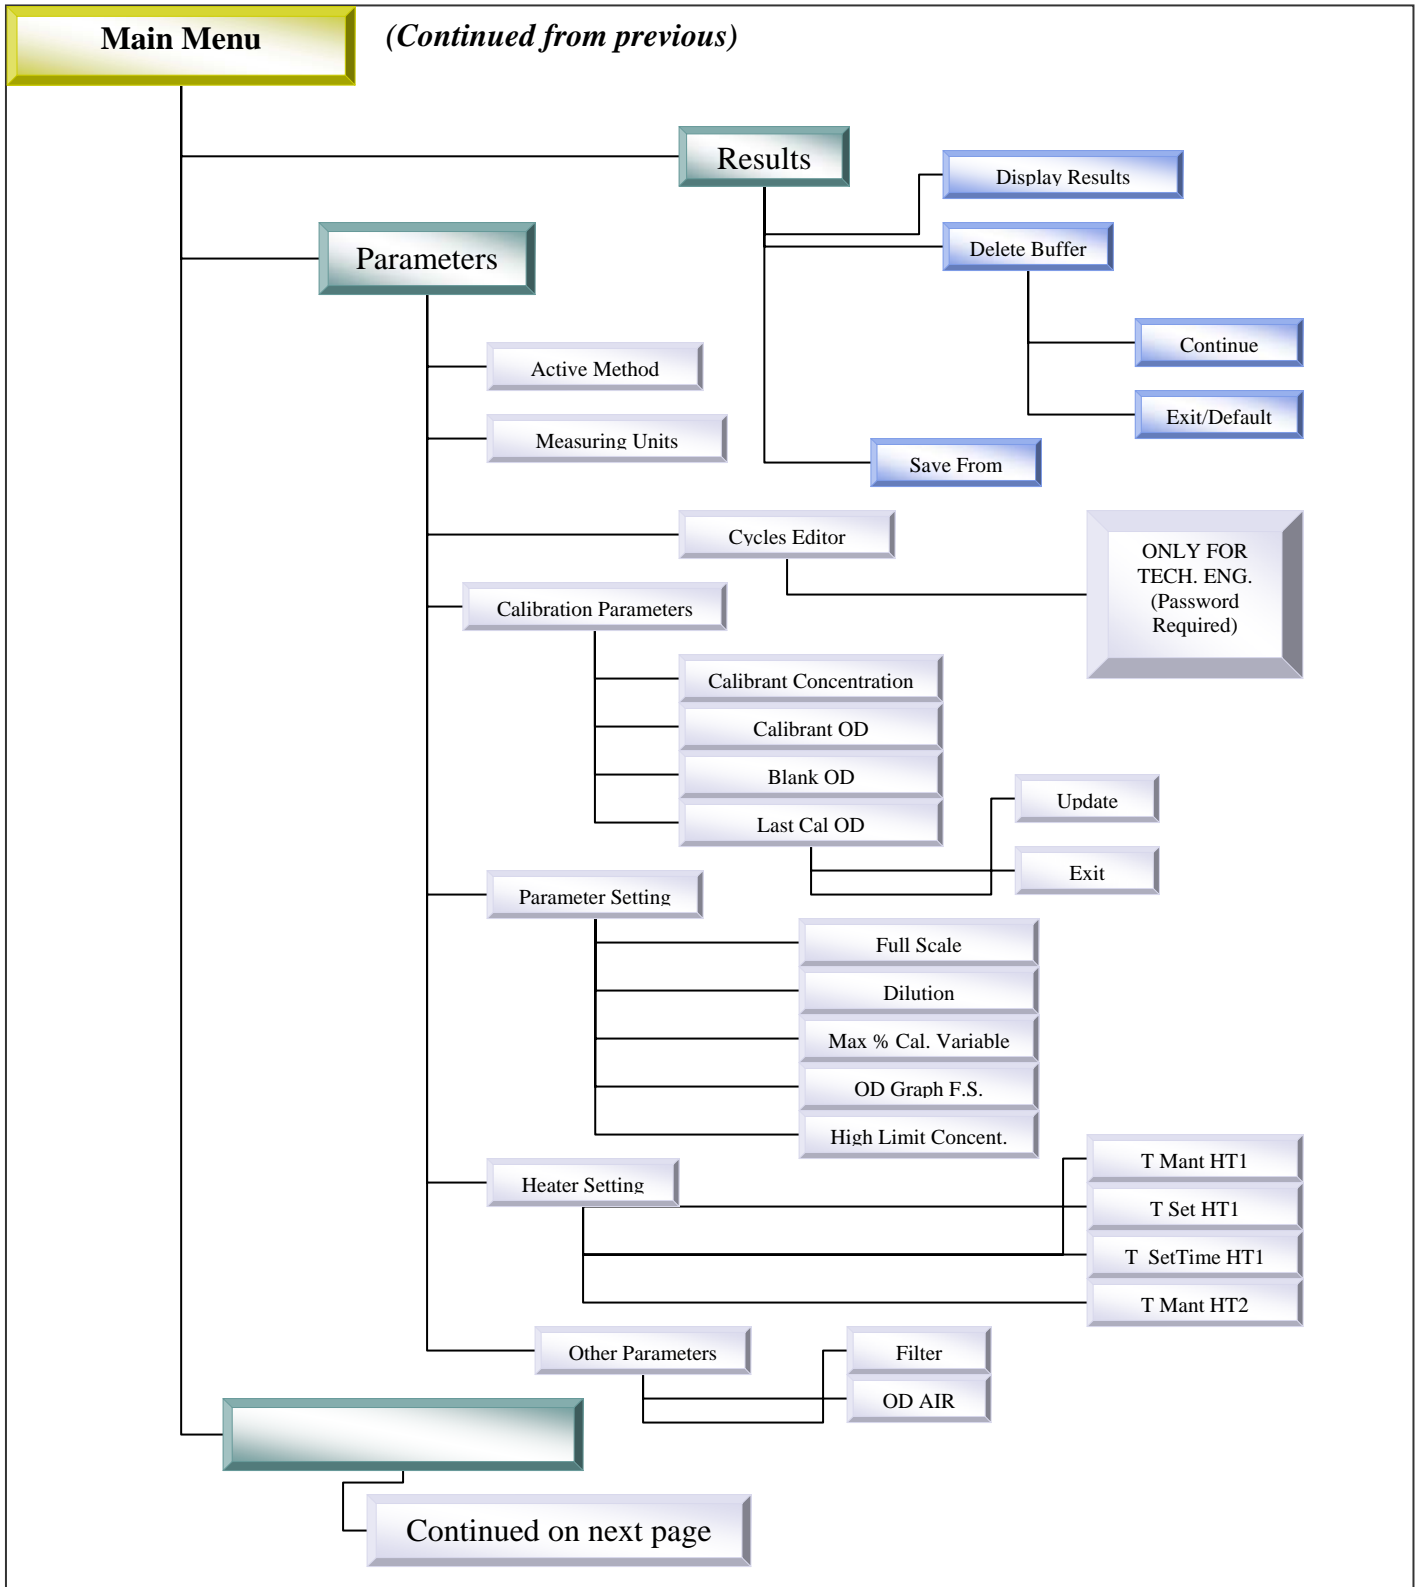 Main Menu
(Continued from previous)
Results
Display Results
Parameters
Delete Buffer
Continue
Active Method
Exit/Default
Measuring Units
Save From
Cycles Editor
ONLY FOR
TECH. ENG.
(Password
Required)
Calibration Parameters
Calibrant Concentration
Calibrant OD
Blank OD
Update
Last Cal OD
Exit
Parameter Setting
Full Scale
Dilution
Max % Cal. Variable
OD Graph F.S.
High Limit Concent.
T Mant HT1
Heater Setting
T Set HT1
T SetTime HT1
T Mant HT2
Other Parameters
Filter
OD AIR
Continued on next page